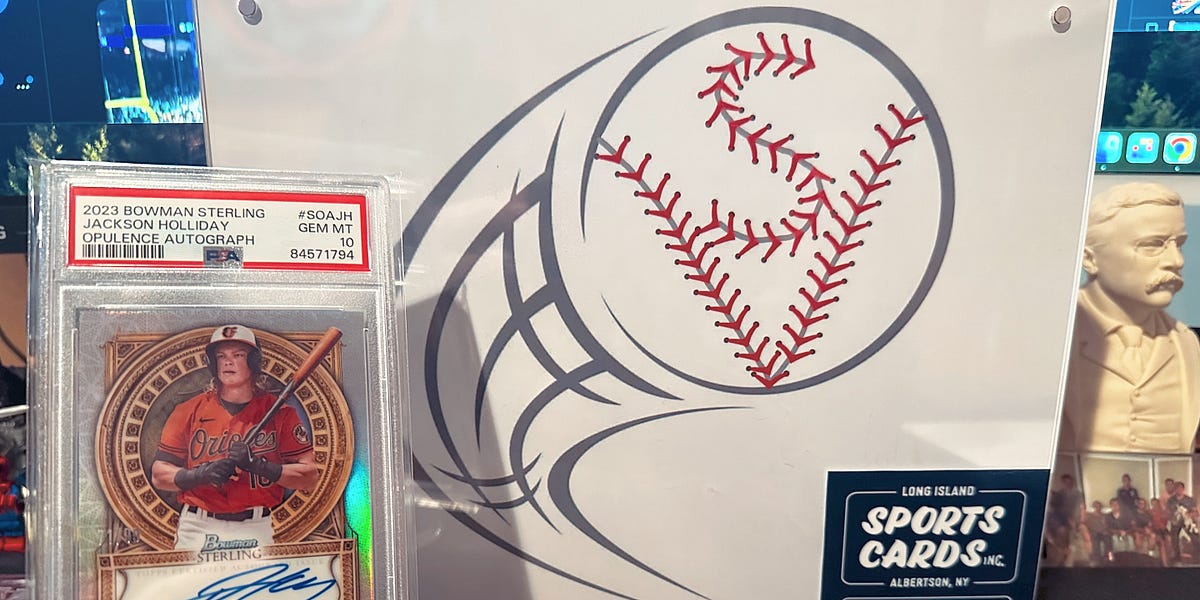 2023 BOWMAN STERLING #SOAJH
JACKSON HOLLIDAY GEM MT
OPULENCE AUTOGRAPH 10
PSA 84571794
Orioles
Bowman
STERLING
LONG ISLAND
SPORTS
CARDS INC.
ALBERTSON, NY